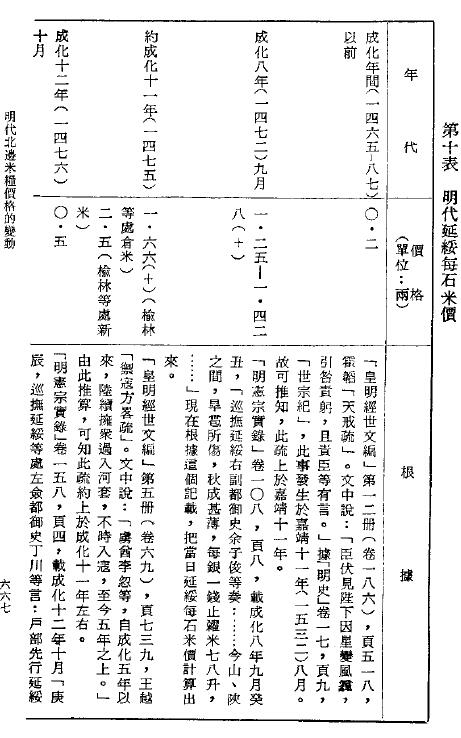 第十表　明代延綏每石米價
年　代
價格
(單位：兩)
根　據
成化年間(一四六五—八七)
以前
〇．二
「皇明經世文編」第一二册(卷一八六)，頁五一八，
霍韜「天戒疏」。文中說：「臣伏見陛下因星變風霾，
引咎責躬，且責臣等有言。」據「明史」卷一七，頁九，
「世宗紀」，此事發生於嘉靖十一年(一五三二)八月。
故可推知，此疏上於嘉靖十一年。
成化八年(一四七二)九月
一．二五—一．四二
八(＋)
「明憲宗實錄」卷一〇八，頁八，載成化八年九月癸
丑，「巡撫延綏右副都御史余子俊等奏：……今山、陝
之間，旱雹所傷，秋成甚薄，每銀一錢止糴米七八升，
……」現在根據這個記載，把當日延綏每石米價計算出
來。
約成化十一年(一四七五)
一．六六(＋)(榆林
等處倉米)
二．五(榆林等處新
米)
「皇明經世文編」第五册(卷六九)，頁七三九，王越
「禦寇方畧疏」。文中說：「虜酋李忽等，自成化五年以
來，陸續擁衆過入河套，不時入寇，至今五年之上。」
由此推算，可知此疏約上於成化十一年左右。
成化十二年(一四七六)
十月
〇．五
「明憲宗實錄」卷一五八，頁四，載成化十二年十月「庚
辰，巡撫延綏等處左僉都御史丁川等言：戶部先行延綏
明代北邊米糧價格的變動
六六七